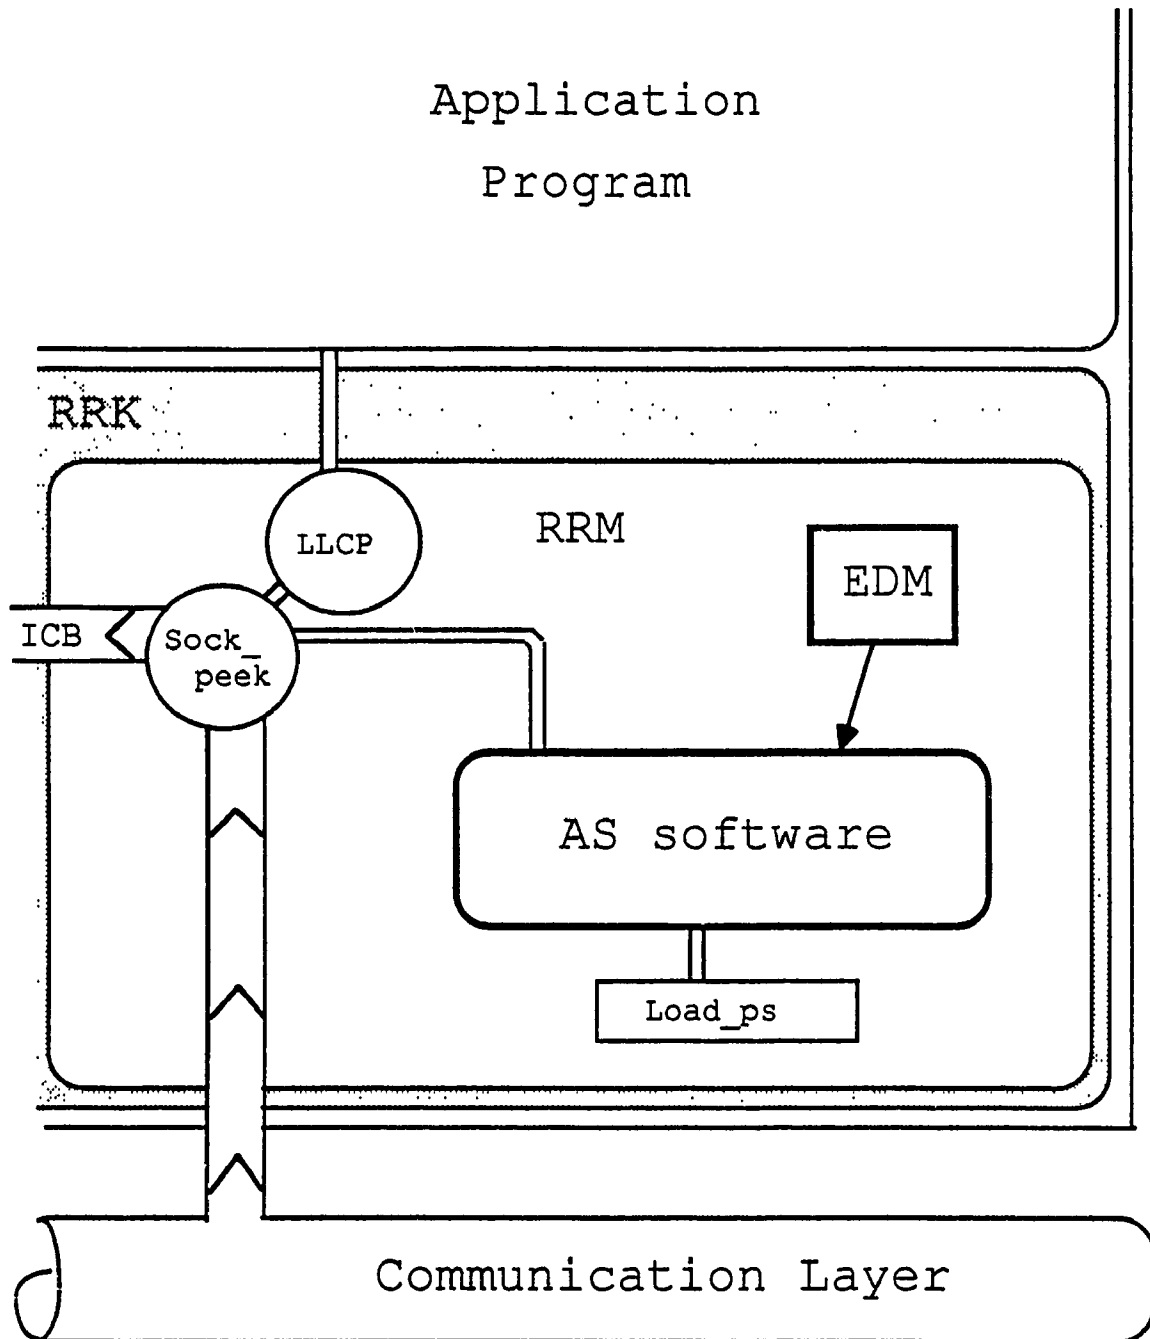 Application
Program
RRK
RRM
LLCP
EDM
ICB
Sock_
peek
AS software
Load_ps
Communication Layer